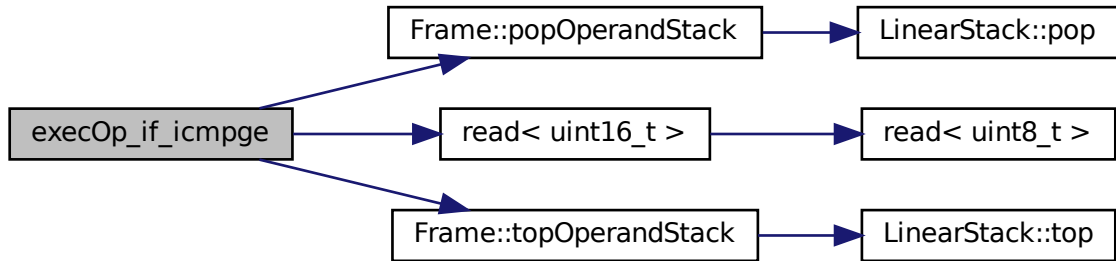 Frame::popOperandStack
LinearStack::pop
execOp_if_icmpge
read< uint16_t >
read< uint8_t >
Frame::topOperandStack
LinearStack::top